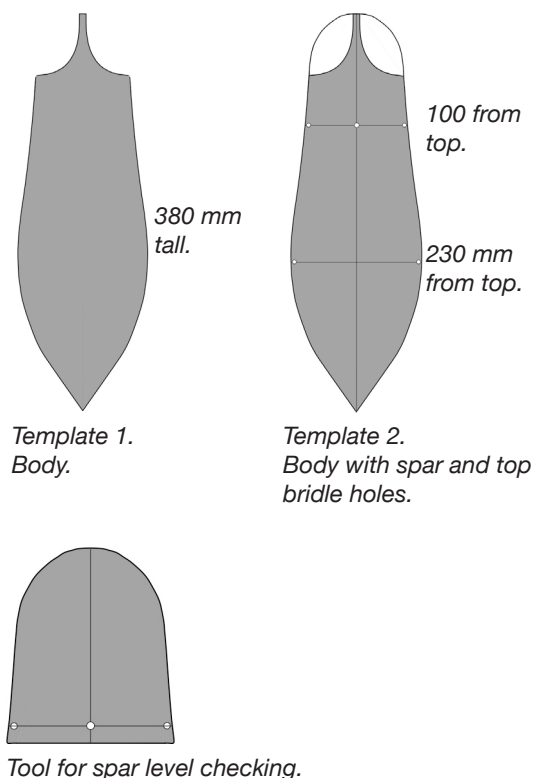 100 from
top.
380 mm
tall.
230 mm
from top.
Template 1.
Body.
Template 2.
Body with spar and top
bridle holes.
Tool for spar level checking.